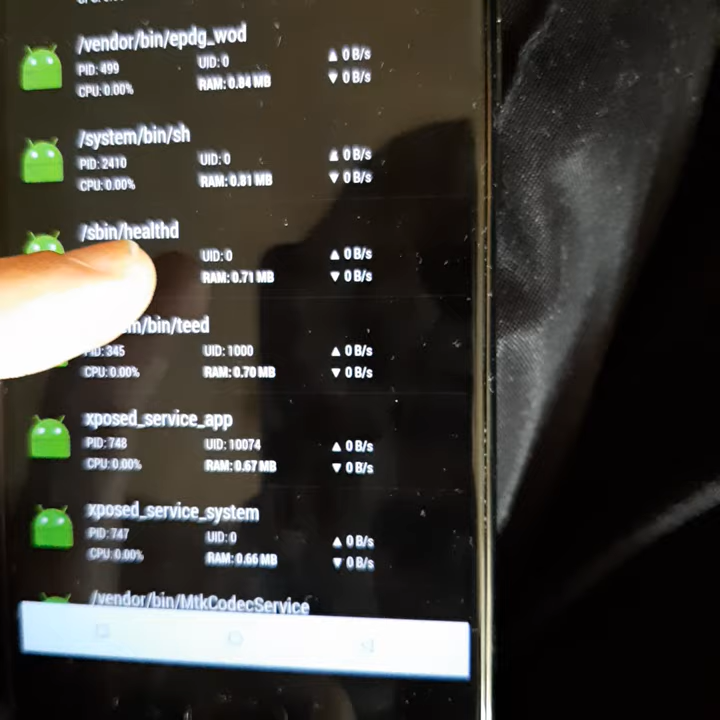 /vendor/bin/epdg_wod
PID: 499 UID: 0 ▲ 0 B/s
CPU: 0.00% RAM: 0.84 MB ▼ 0 B/s
/system/bin/sh
PID: 2410 UID: 0 ▲ 0 B/s
CPU: 0.00% RAM: 0.81 MB ▼ 0 B/s
/sbin/healthd
UID: 0 ▲ 0 B/s
RAM: 0.71 MB ▼ 0 B/s
m/bin/teed
PID: 345 UID: 1000 ▲ 0 B/s
CPU: 0.00% RAM: 0.70 MB ▼ 0 B/s
xposed_service_app
PID: 748 UID: 10074 ▲ 0 B/s
CPU: 0.00% RAM: 0.67 MB ▼ 0 B/s
xposed_service_system
PID: 747 UID: 0 ▲ 0 B/s
CPU: 0.00% RAM: 0.66 MB ▼ 0 B/s
/vendor/bin/MtkCodecService